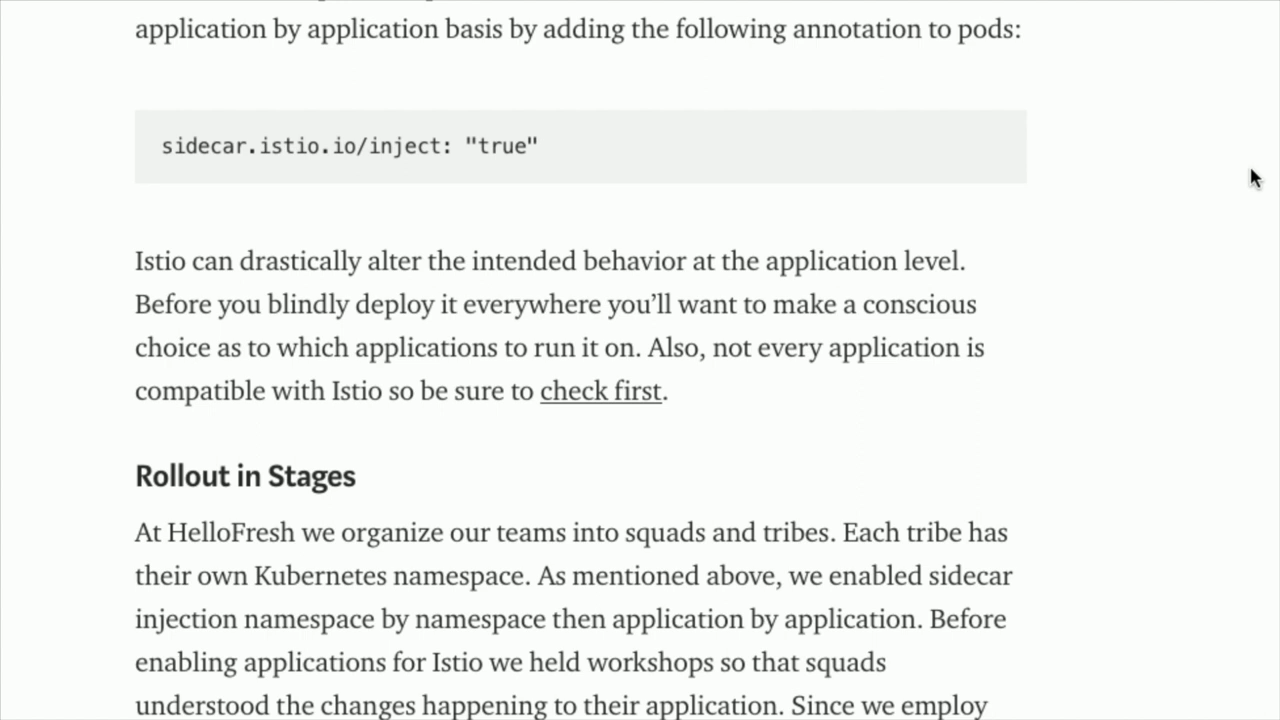 application by application basis by adding the following annotation to pods:
sidecar.istio.io/inject: "true"
Istio can drastically alter the intended behavior at the application level.
Before you blindly deploy it everywhere you’ll want to make a conscious
choice as to which applications to run it on. Also, not every application is
compatible with Istio so be sure to check first.
Rollout in Stages
At HelloFresh we organize our teams into squads and tribes. Each tribe has
their own Kubernetes namespace. As mentioned above, we enabled sidecar
injection namespace by namespace then application by application. Before
enabling applications for Istio we held workshops so that squads
understood the changes happening to their application. Since we employ